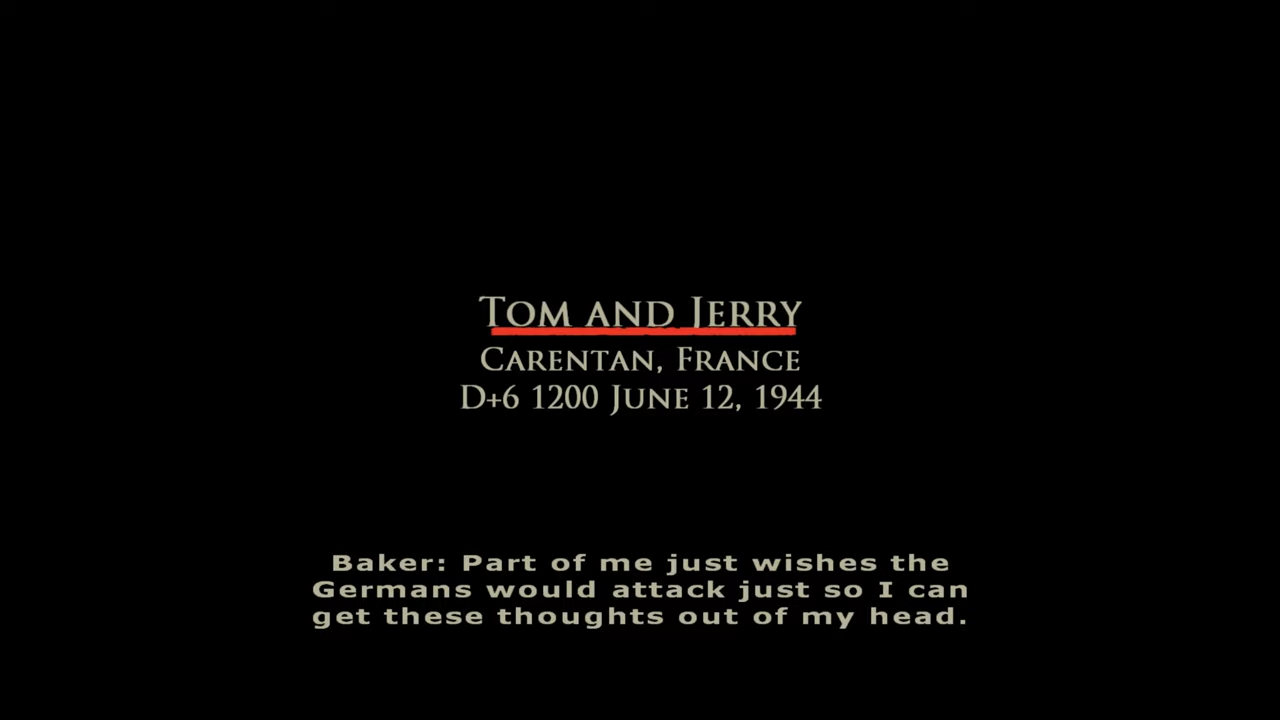 Tom and Jerry
Carentan, France
D+6 1200 June 12, 1944
Baker: Part of me just wishes the
Germans would attack just so I can
get these thoughts out of my head.